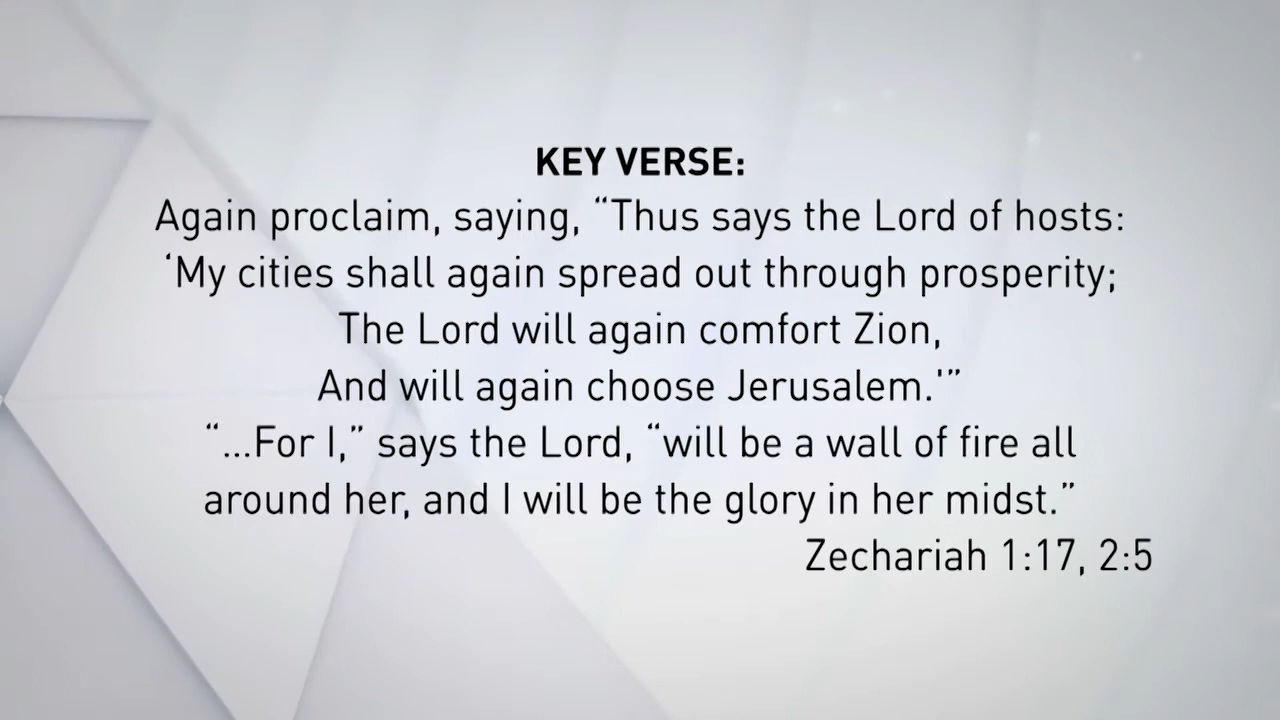 KEY VERSE:
Again proclaim, saying, “Thus says the Lord of hosts:
‘My cities shall again spread out through prosperity;
The Lord will again comfort Zion,
And will again choose Jerusalem.'”
“...For I,” says the Lord, “will be a wall of fire all
around her, and I will be the glory in her midst.”
Zechariah 1:17, 2:5